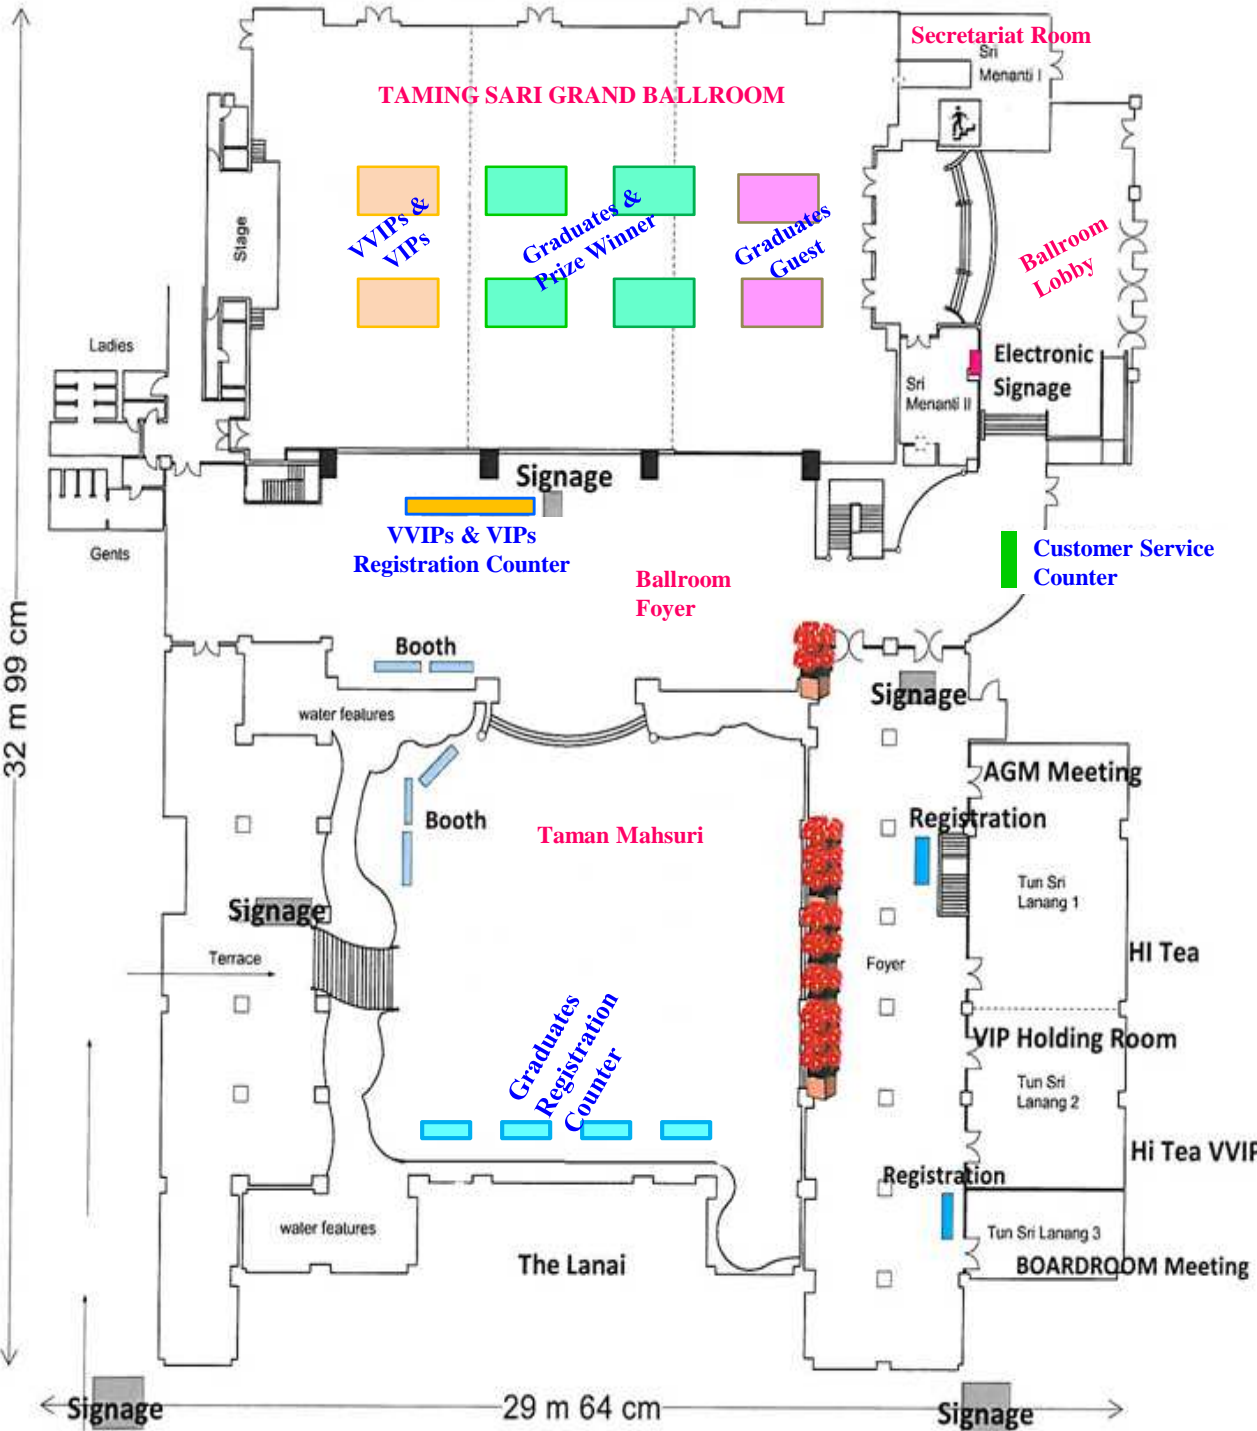 Secretariat Room
Sri
Menanti I
TAMING SARI GRAND BALLROOM
VVIPs &
VIPs
Graduates &
Prize Winner
Graduates
Guest
Stage
Ballroom
Lobby
Ladies
Electronic
Signage
Sri
Menanti II
Signage
VVIPs & VIPs
Registration Counter
Gents
Customer Service
Counter
Ballroom
Foyer
32 m 99 cm
Booth
Signage
water features
AGM Meeting
Registration
Booth
Taman Mahsuri
Tun Sri
Lanang 1
Signage
Terrace
Foyer
HI Tea
Graduates
Registration
Counter
VIP Holding Room
Tun Sri
Lanang 2
Hi Tea VVIP
Registration
water features
Tun Sri Lanang 3
The Lanai
BOARDROOM Meeting
Signage
29 m 64 cm
Signage